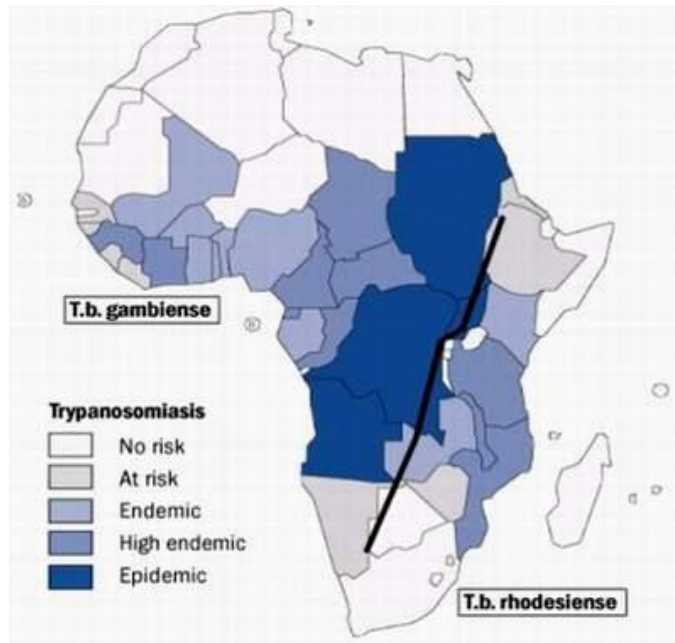 T.b. gambiense
Trypanosomiasis
No risk
At risk
Endemic
High endemic
Epidemic
T.b. rhodesiense